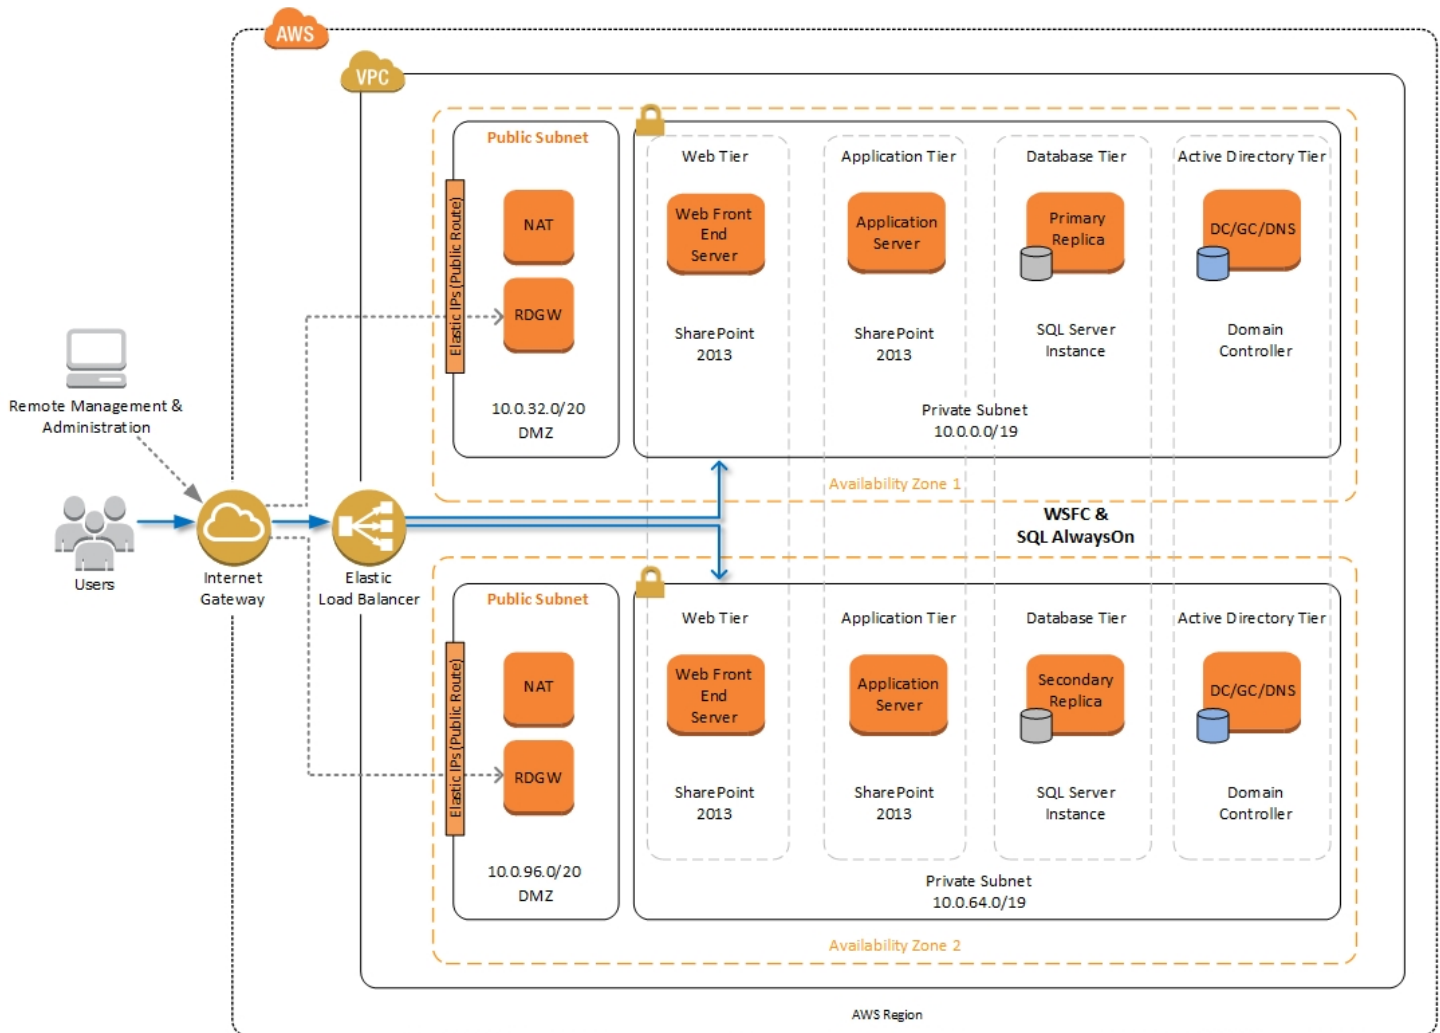 AWS
VPC
Public Subnet
Elastic IPs (Public Route)
NAT
RDGW
10.0.32.0/20
DMZ
Web Tier
Application Tier
Database Tier
Active Directory Tier
Web Front
End
Server
Application
Server
Primary
Replica
DC/GC/DNS
SharePoint
2013
SharePoint
2013
SQL Server
Instance
Domain
Controller
Private Subnet
10.0.0.0/19
Availability Zone 1
Remote Management &
Administration
Users
Internet
Gateway
Elastic
Load Balancer
WSFC &
SQL AlwaysOn
Public Subnet
Elastic IPs (Public Route)
NAT
RDGW
10.0.96.0/20
DMZ
Web Tier
Application Tier
Database Tier
Active Directory Tier
Web Front
End
Server
Application
Server
Secondary
Replica
DC/GC/DNS
SharePoint
2013
SharePoint
2013
SQL Server
Instance
Domain
Controller
Private Subnet
10.0.64.0/19
Availability Zone 2
AWS Region